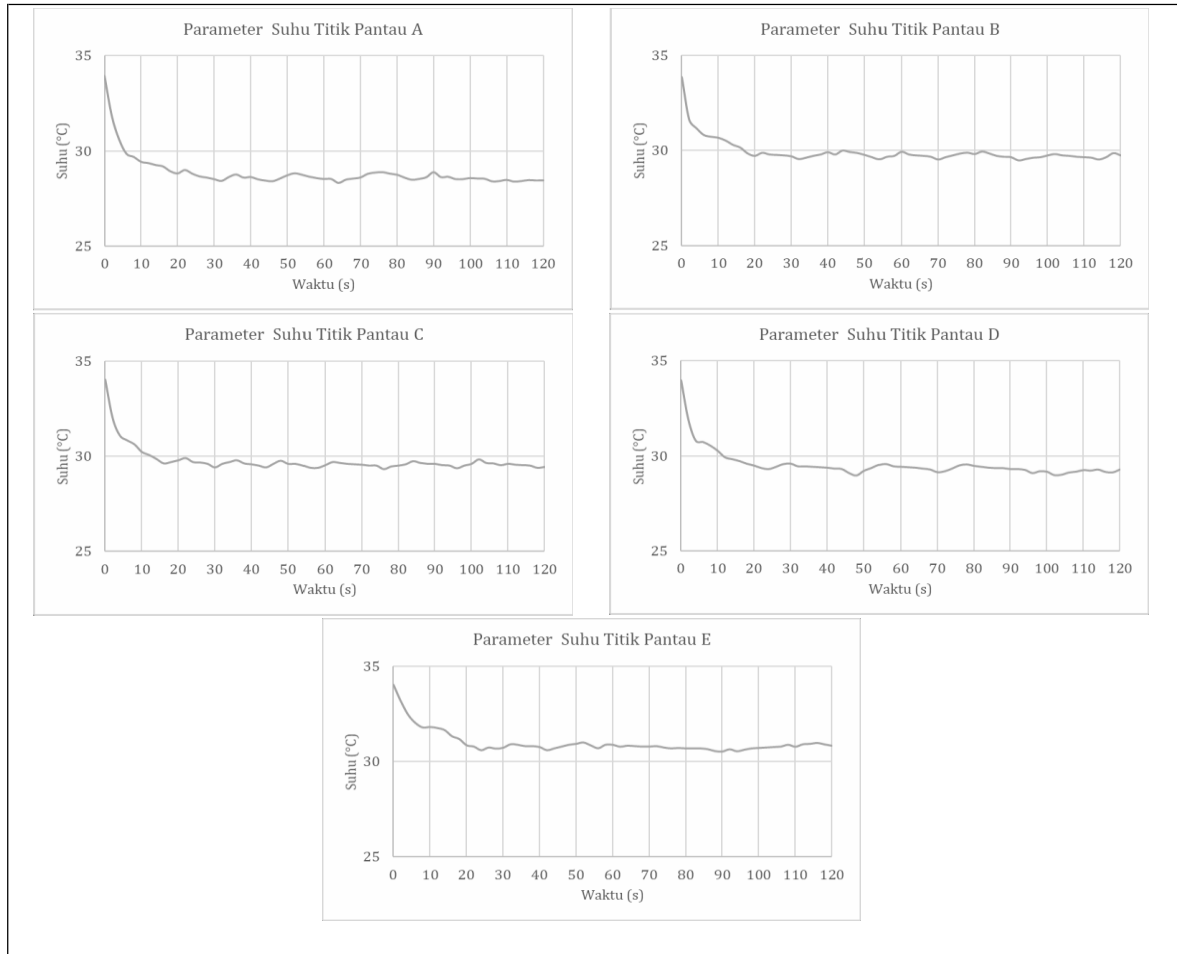 Parameter Suhu Titik Pantau A
35
30
25
Suhu (°C)
0 10 20 30 40 50 60 70 80 90 100 110 120
Waktu (s)
Parameter Suhu Titik Pantau B
35
30
25
Suhu (°C)
0 10 20 30 40 50 60 70 80 90 100 110 120
Waktu (s)
Parameter Suhu Titik Pantau C
35
30
25
Suhu (°C)
0 10 20 30 40 50 60 70 80 90 100 110 120
Waktu (s)
Parameter Suhu Titik Pantau D
35
30
25
Suhu (°C)
0 10 20 30 40 50 60 70 80 90 100 110 120
Waktu (s)
Parameter Suhu Titik Pantau E
35
30
25
Suhu (°C)
0 10 20 30 40 50 60 70 80 90 100 110 120
Waktu (s)